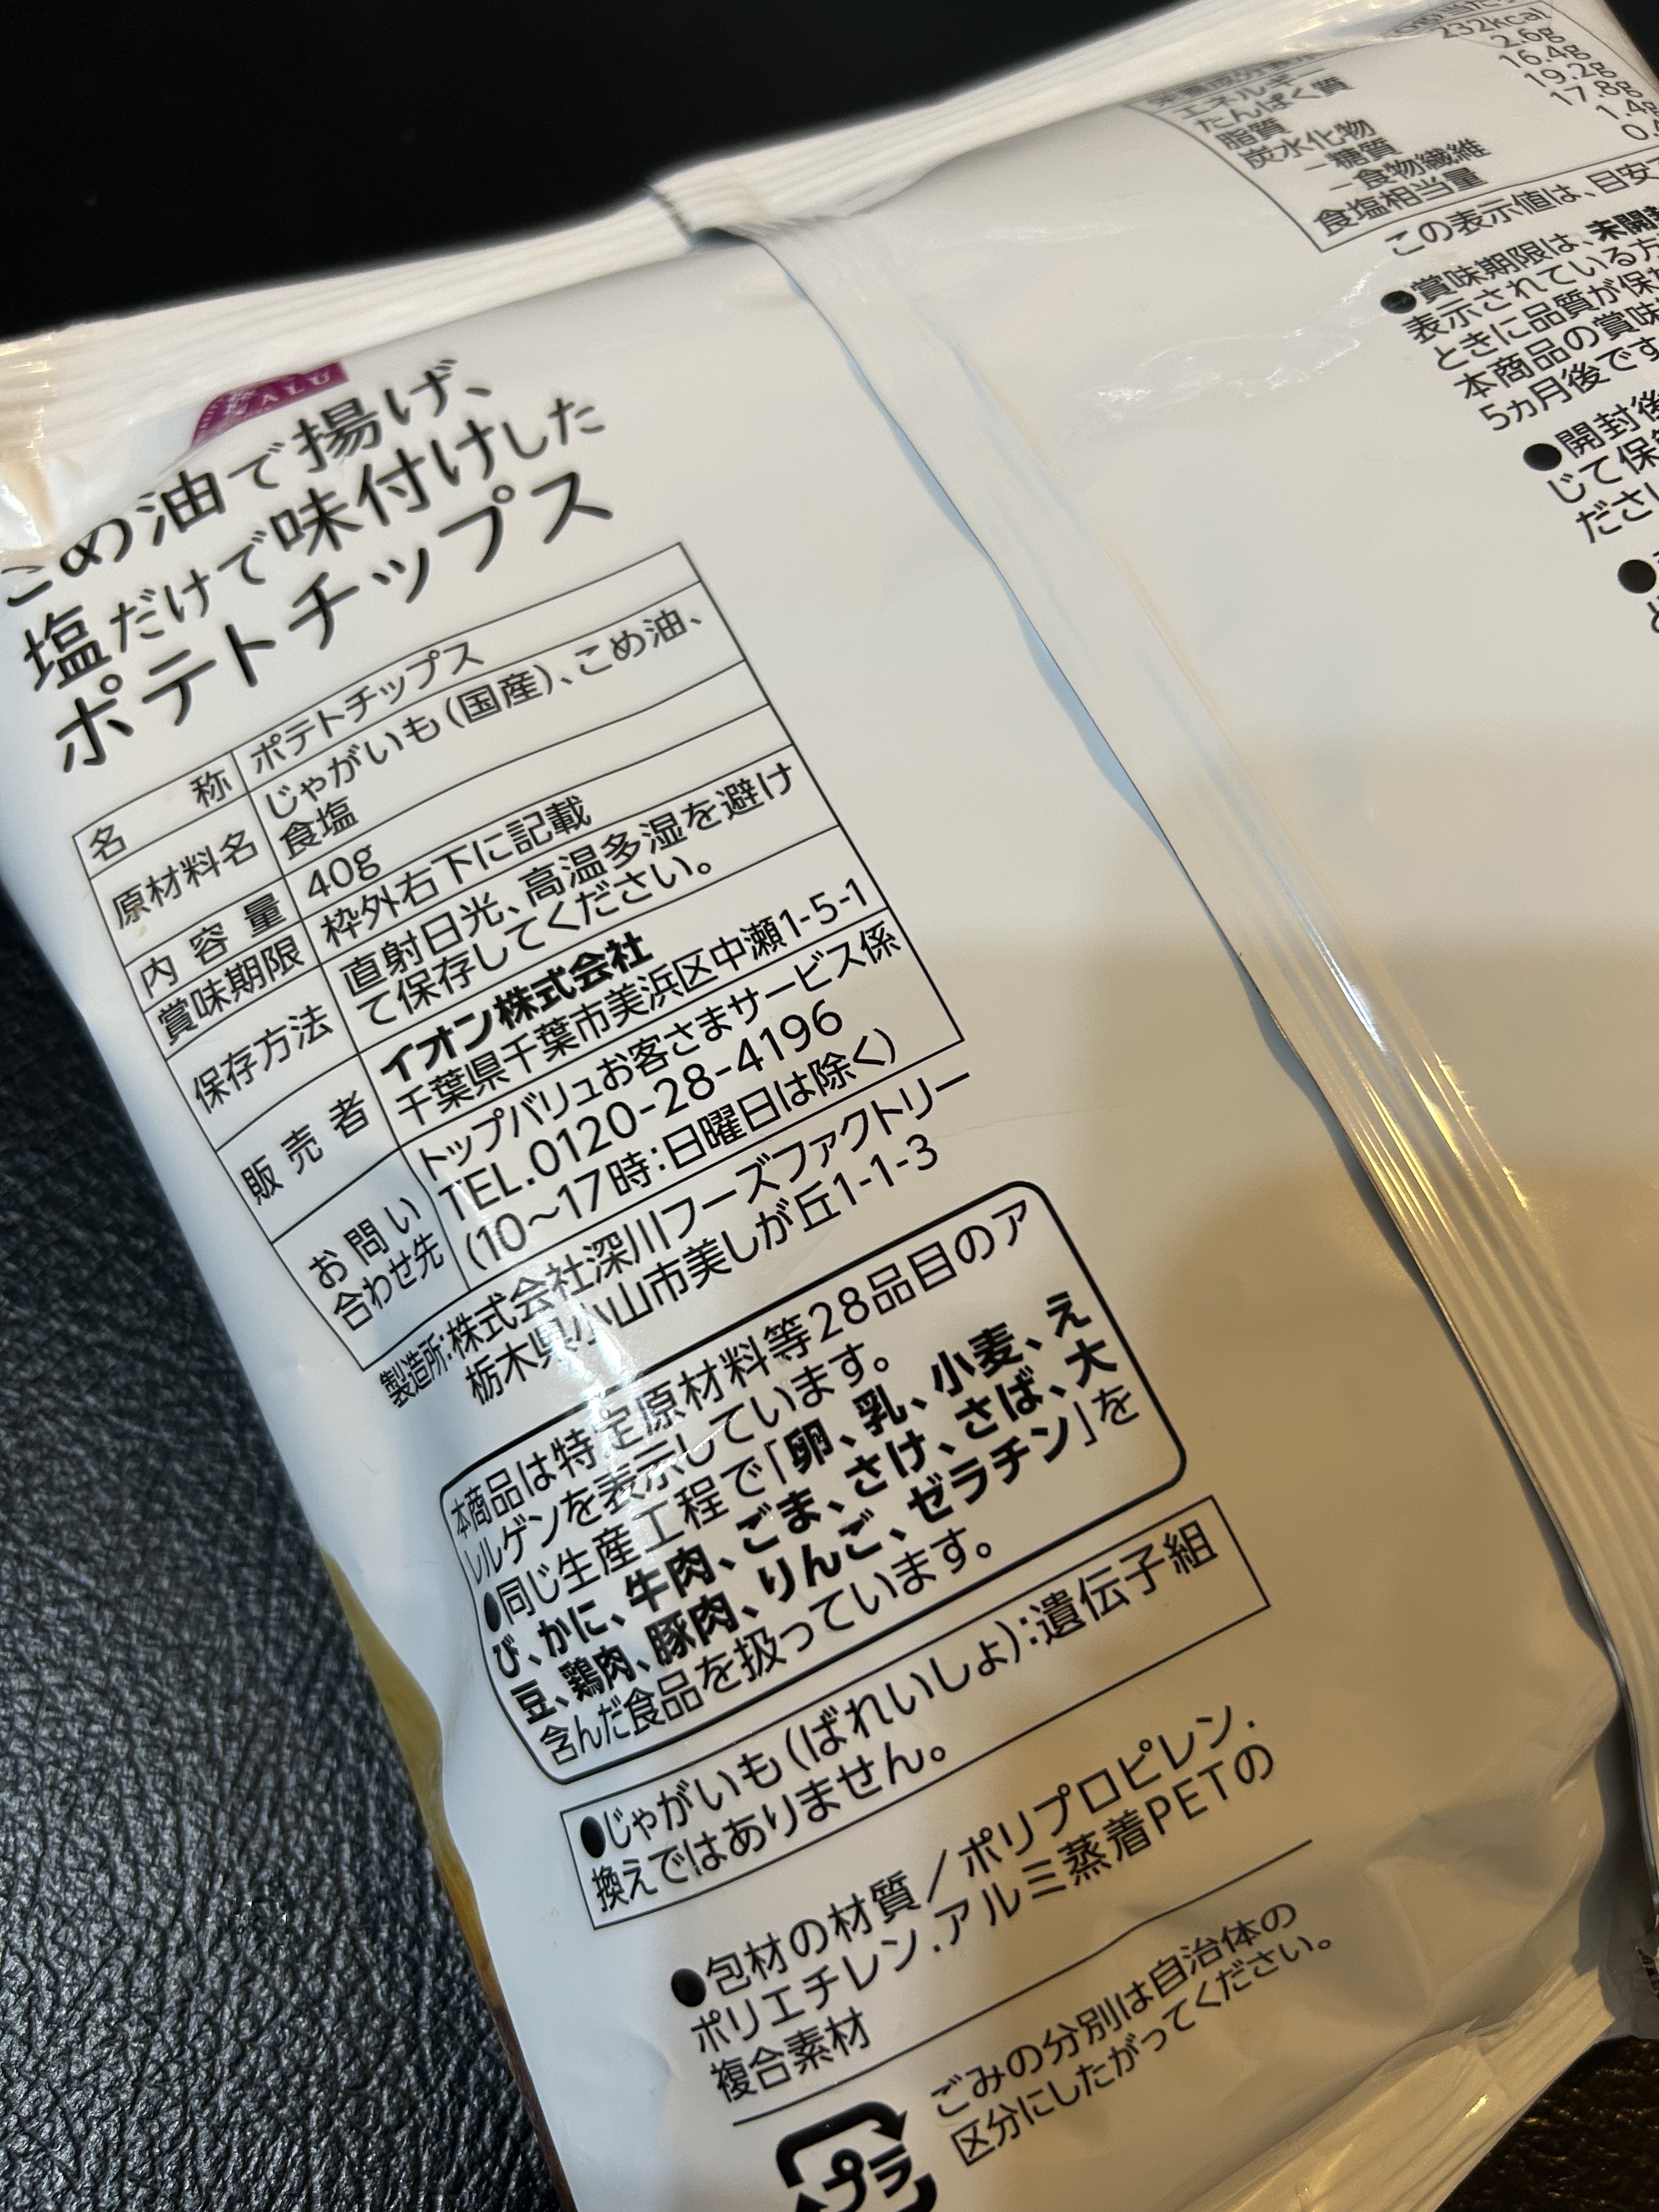 VALU
こめ油で揚げ、
塩だけで味付けした
ポテトチップス
名称 ポテトチップス
原材料名 じゃがいも(国産)、こめ油、
食塩
内容量 40g
賞味期限 枠外右下に記載
保存方法 直射日光、高温多湿を避け
て保存してください。
販売者 イオン株式会社
千葉県千葉市美浜区中瀬1-5-1
お問い合わせ先 トップバリュお客さまサービス係
TEL.0120-28-4196
(10〜17時:日曜日は除く)
製造所:株式会社深川フーズファクトリー
栃木県小山市美しが丘1-1-3
本商品は特定原材料等28品目のア
レルゲンを表示しています。
●同じ生産工程で「卵、乳、小麦、え
び、かに、牛肉、ごま、さけ、さば、大
豆、鶏肉、豚肉、りんご、ゼラチン」を
含んだ食品を扱っています。
●じゃがいも(ばれいしょ):遺伝子組
換えではありません。
●包材の材質/ポリプロピレン.
ポリエチレン.アルミ蒸着PETの
複合素材
プラ
ごみの分別は自治体の
区分にしたがってください。
エネルギー 232kcal
たんぱく質 2.6g
脂質 16.4g
炭水化物 19.2g
-糖質 17.8g
-食物繊維 1.4g
食塩相当量 0.
この表示値は、目安
●賞味期限は、未開封
表示されている方
ときに品質が保た
本商品の賞味
5ヵ月後です
●開封後
じて保
ださい
●